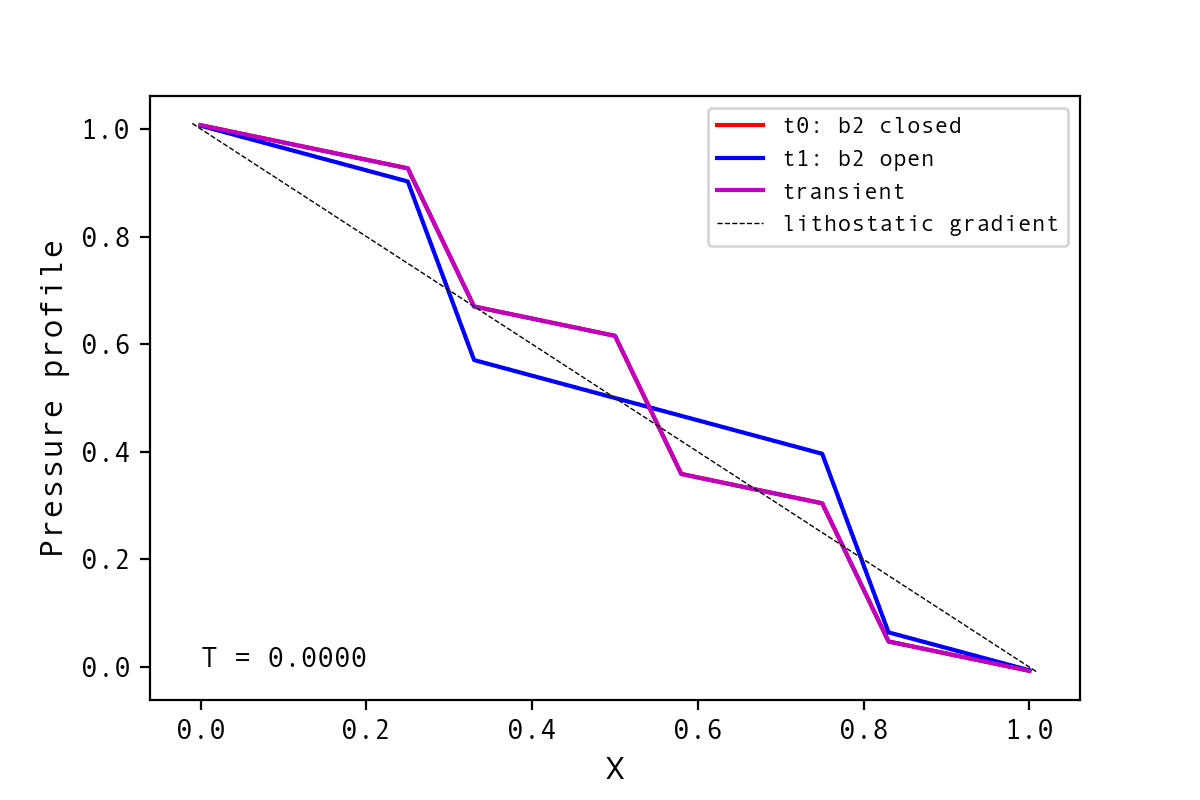 t0: b2 closed
t1: b2 open
transient
lithostatic gradient
Pressure profile
1.0
0.8
0.6
0.4
0.2
0.0
T = 0.0000
0.0 0.2 0.4 0.6 0.8 1.0
X